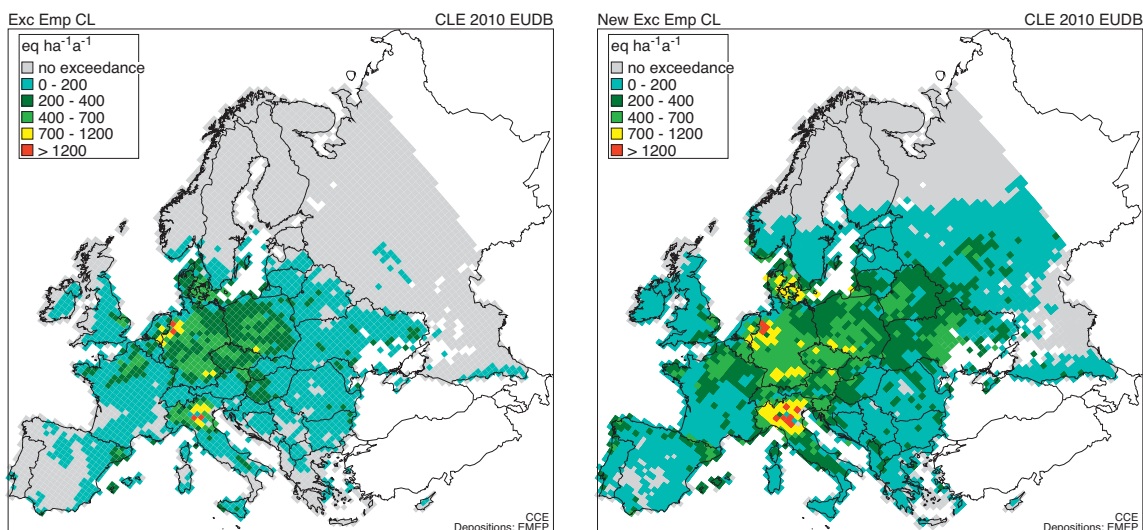 Exc Emp CL CLE 2010 EUDB
eq ha⁻¹a⁻¹
no exceedance
0 - 200
200 - 400
400 - 700
700 - 1200
> 1200
CCE
Depositions: EMEP
New Exc Emp CL CLE 2010 EUDB
eq ha⁻¹a⁻¹
no exceedance
0 - 200
200 - 400
400 - 700
700 - 1200
> 1200
CCE
Depositions: EMEP